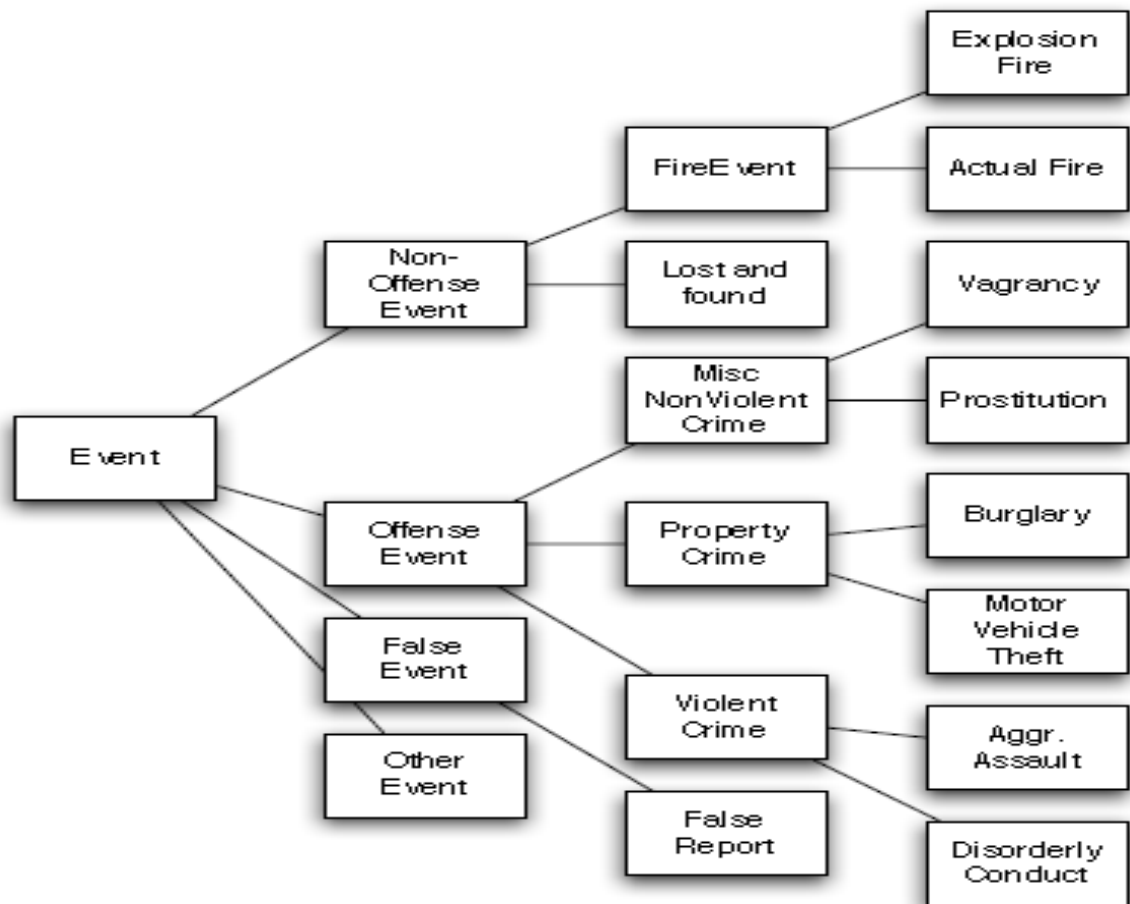 Explosion
Fire
FireEvent
Actual Fire
Non-
Offense
Event
Lost and
found
Vagrancy
Misc
NonViolent
Crime
Prostitution
Event
Offense
Event
Property
Crime
Burglary
Motor
Vehicle
Theft
False
Event
Violent
Crime
Aggr.
Assault
Other
Event
False
Report
Disorderly
Conduct